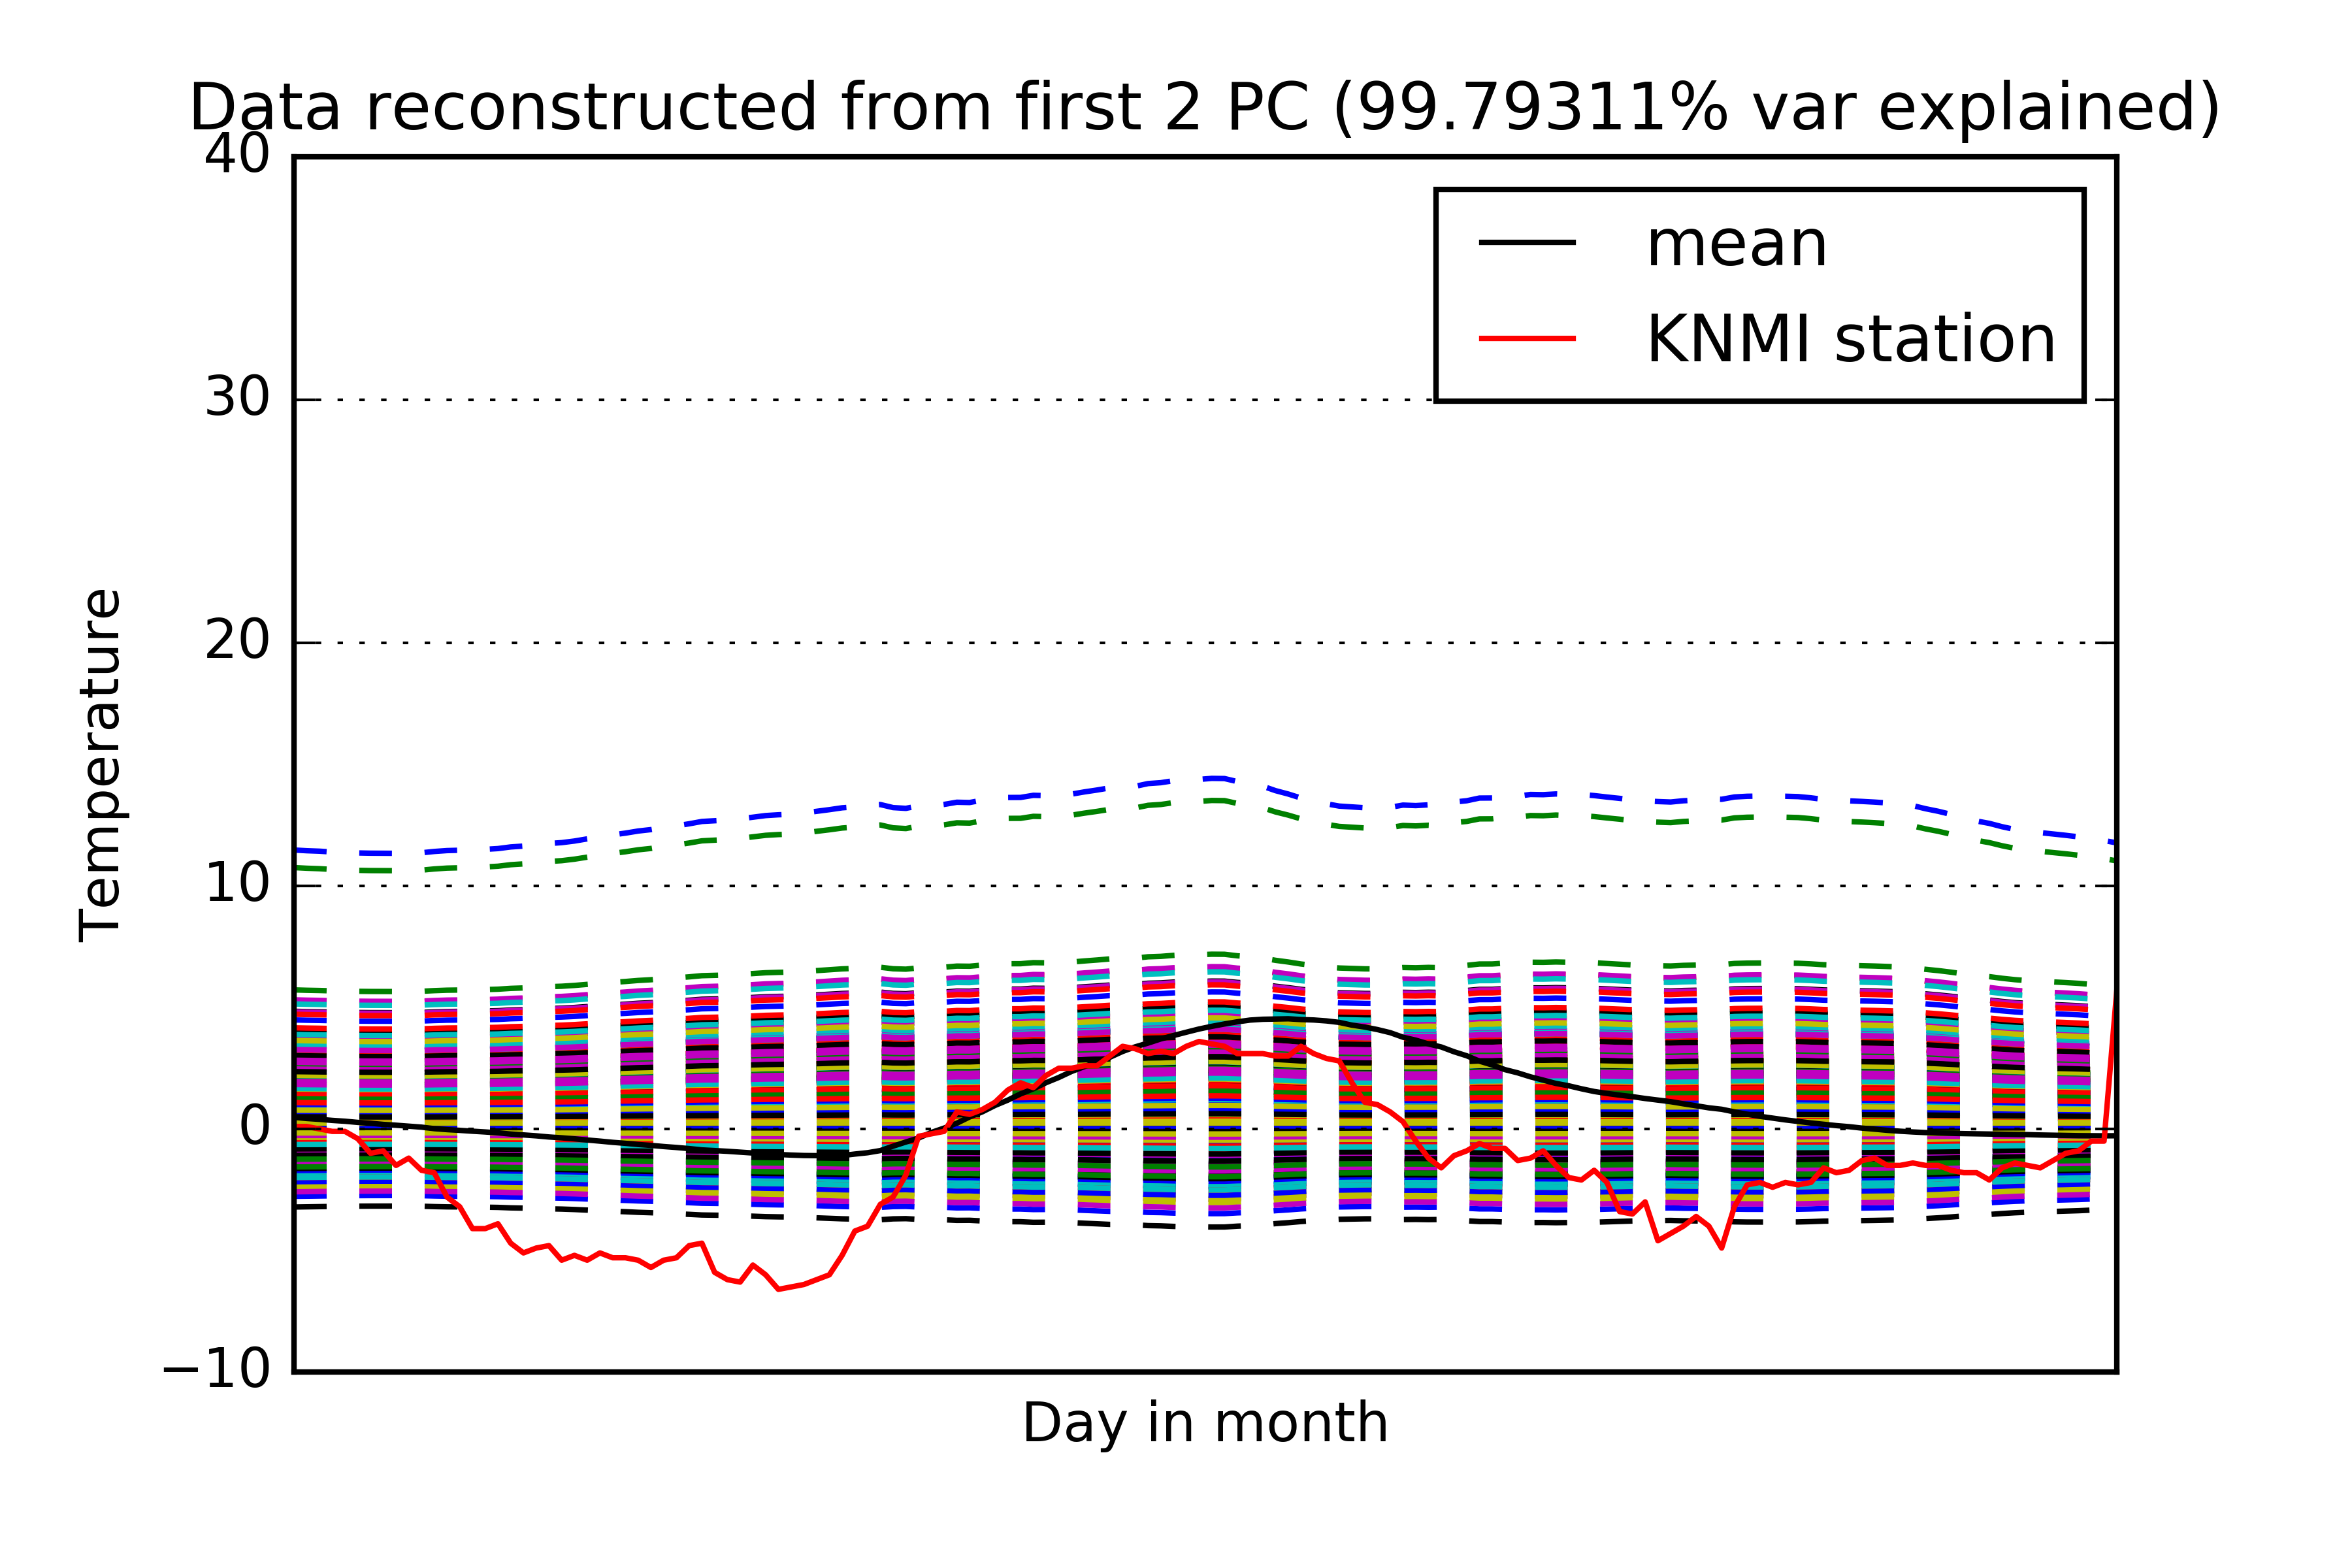 Data reconstructed from first 2 PC (99.79311% var explained)
40
30
20
10
0
−10
Temperature
Day in month
mean
KNMI station